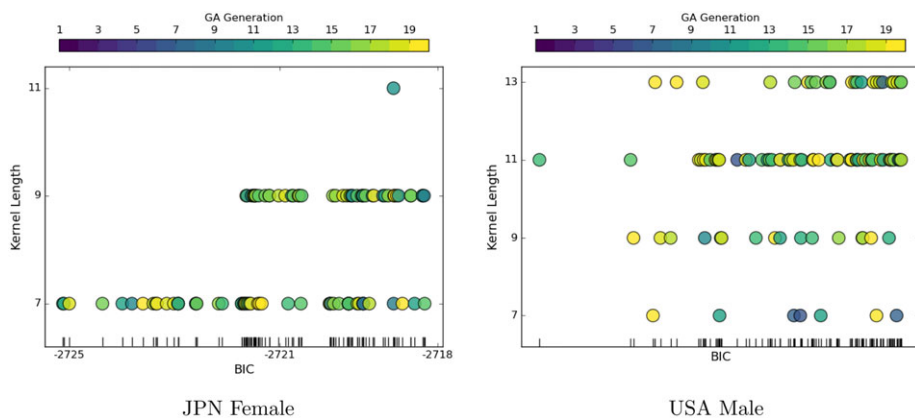 GA Generation
1 3 5 7 9 11 13 15 17 19
11
9
7
Kernel Length
-2725 -2721 -2718
BIC
JPN Female
GA Generation
1 3 5 7 9 11 13 15 17 19
13
11
9
7
Kernel Length
BIC
USA Male